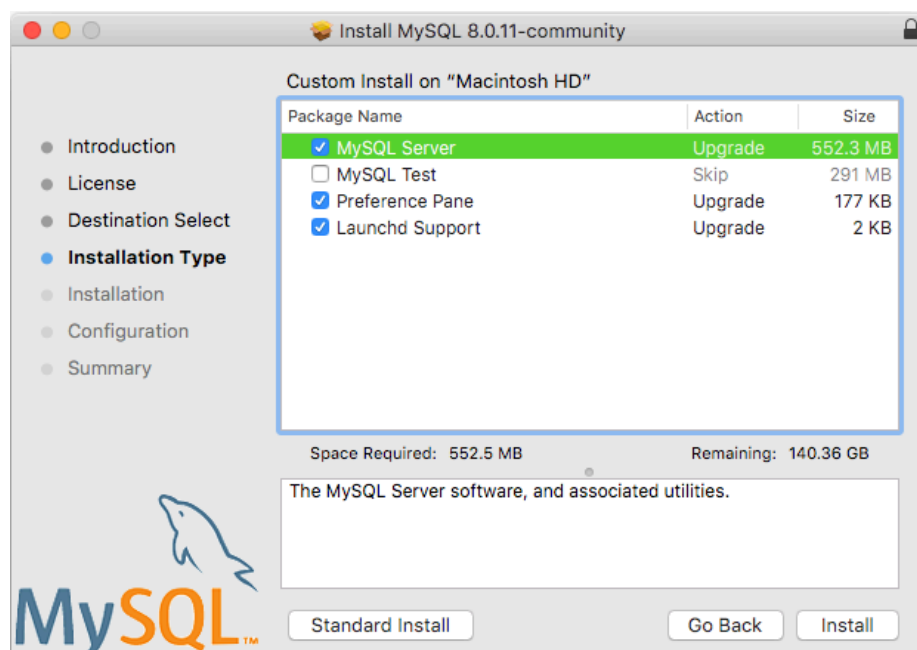 Install MySQL 8.0.11-community
Custom Install on “Macintosh HD”
Introduction
License
Destination Select
Installation Type
Installation
Configuration
Summary
Package Name Action Size
MySQL Server Upgrade 552.3 MB
MySQL Test Skip 291 MB
Preference Pane Upgrade 177 KB
Launchd Support Upgrade 2 KB
Space Required: 552.5 MB Remaining: 140.36 GB
The MySQL Server software, and associated utilities.
MySQL™
Standard Install Go Back Install